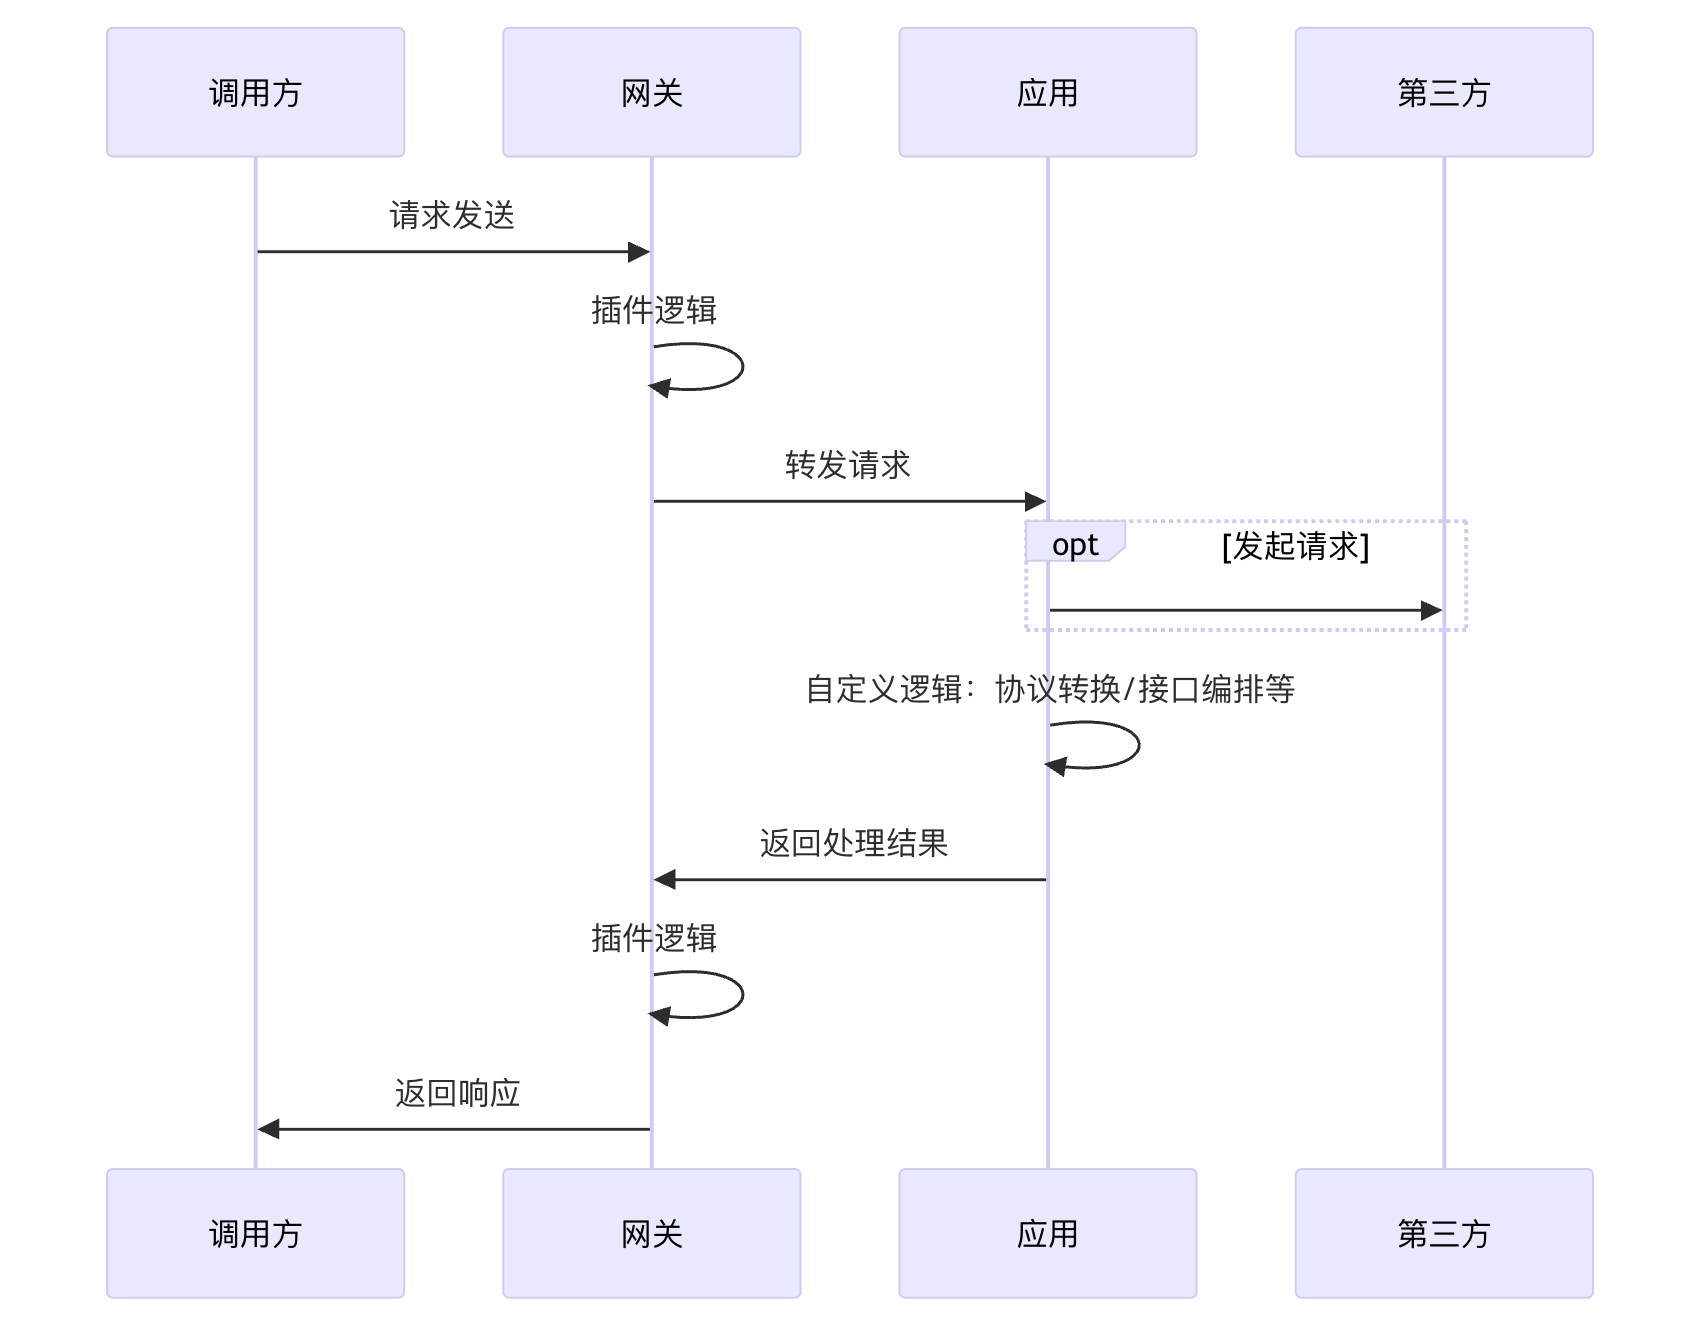 调用方
网关
应用
第三方
请求发送
插件逻辑
转发请求
opt
[发起请求]
自定义逻辑：协议转换/接口编排等
返回处理结果
插件逻辑
返回响应
调用方
网关
应用
第三方